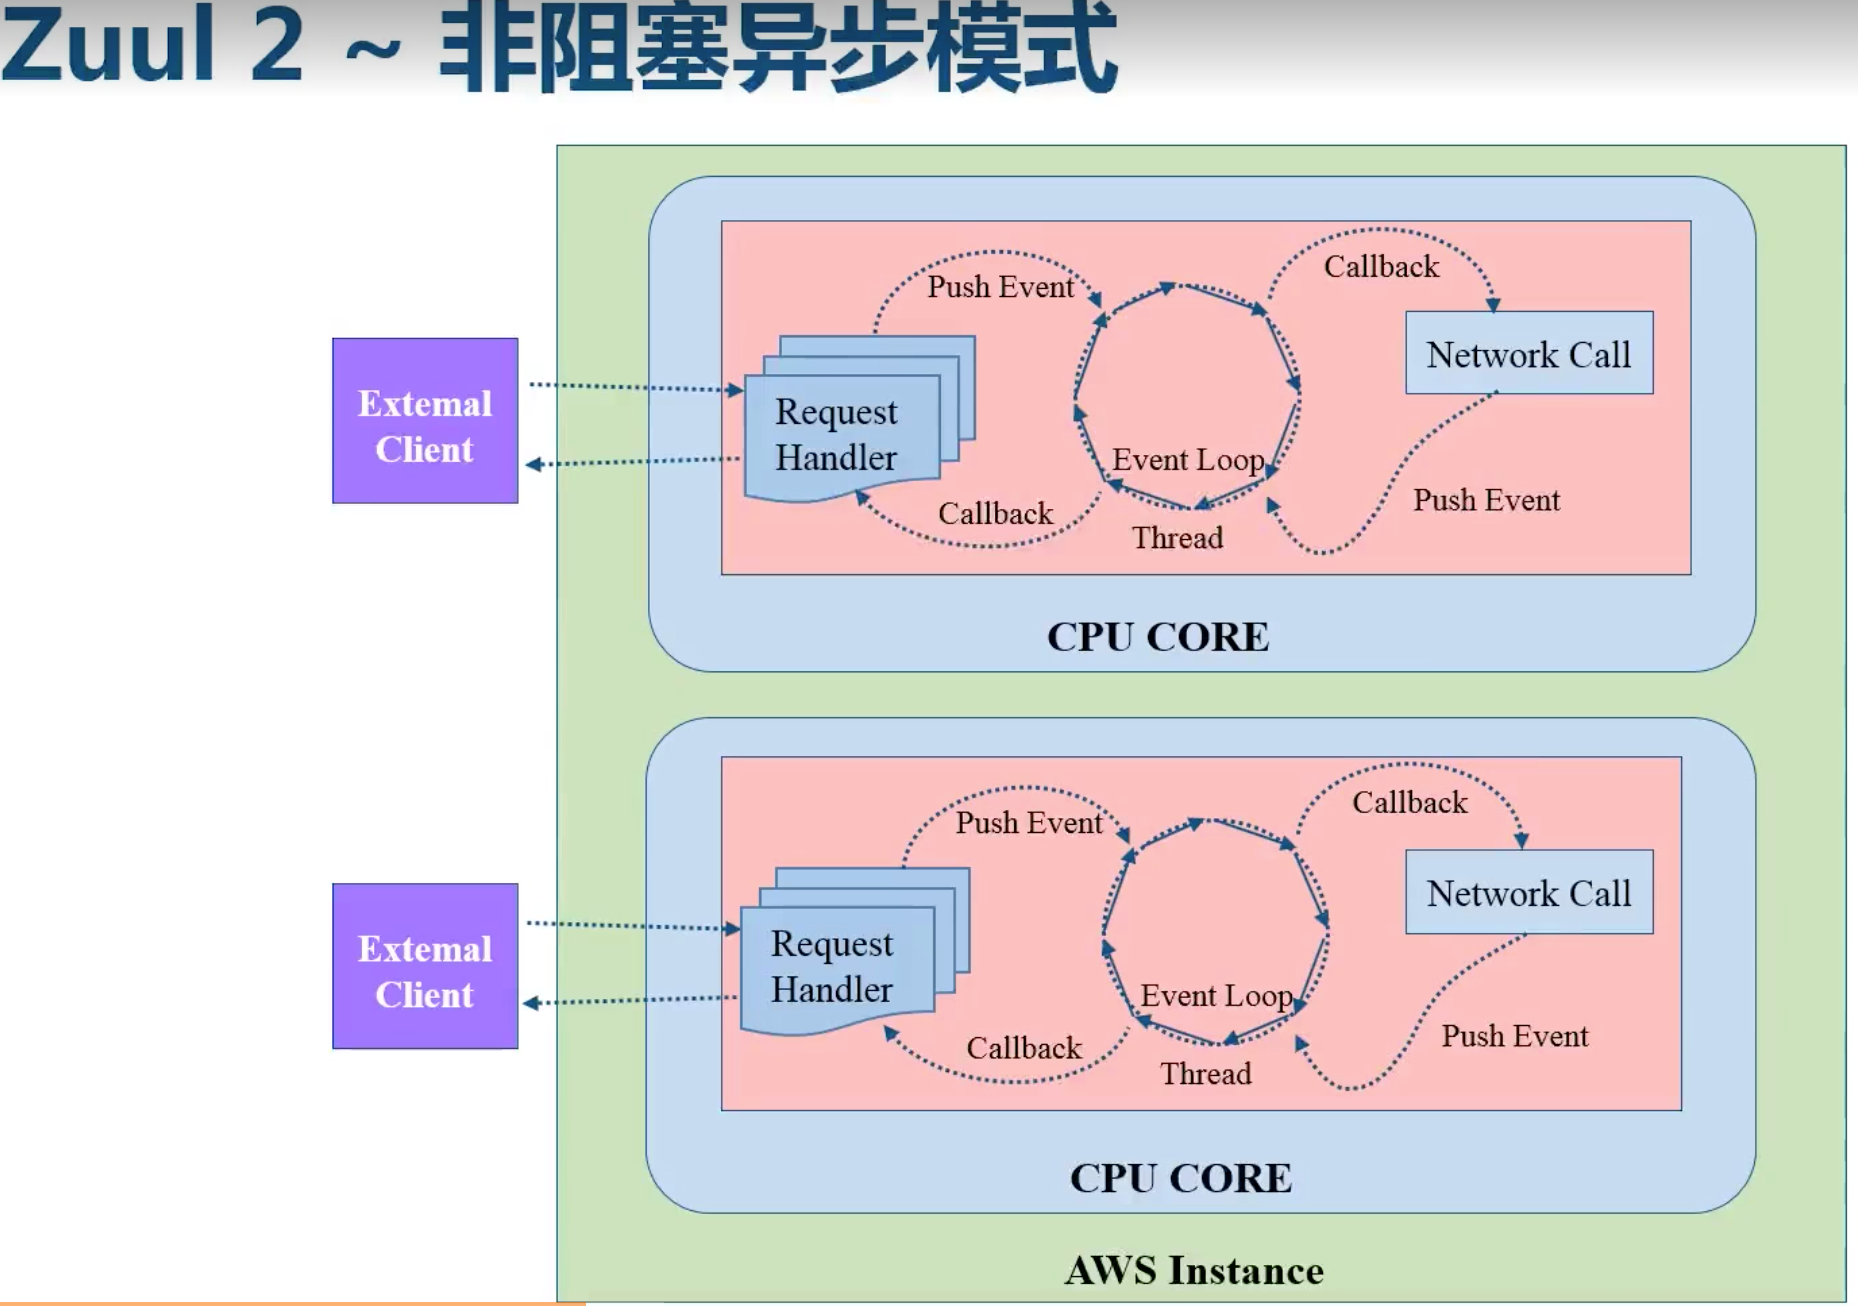 Zuul 2 ~ 非阻塞异步模式
Push Event
Callback
Extemal
Client
Request
Handler
Network Call
Event Loop
Callback
Thread
Push Event
CPU CORE
Push Event
Callback
Extemal
Client
Request
Handler
Network Call
Event Loop
Callback
Thread
Push Event
CPU CORE
AWS Instance